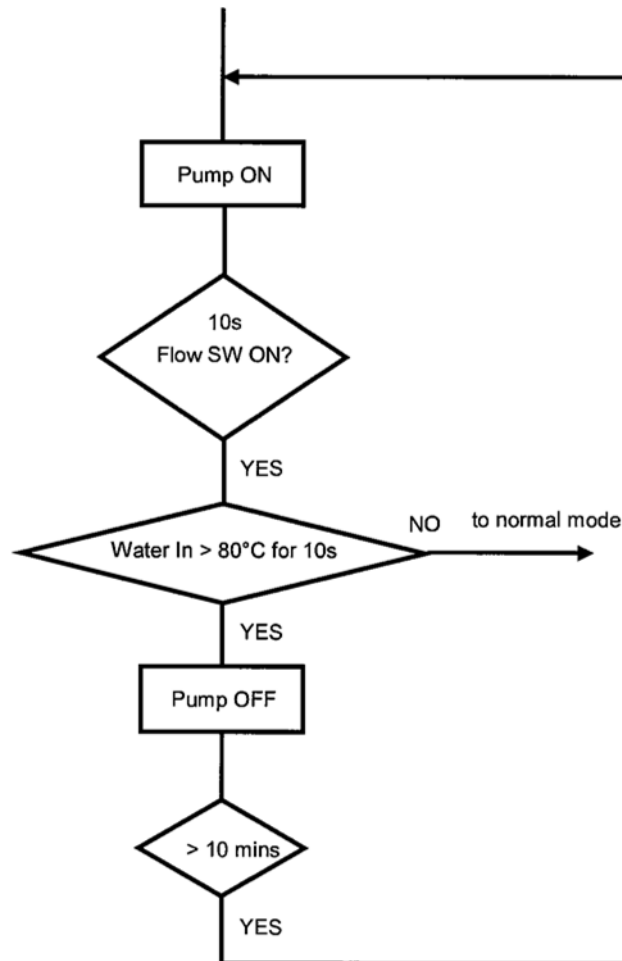 Pump ON
10s
Flow SW ON?
YES
NO to normal mode
Water In > 80°C for 10s
YES
Pump OFF
> 10 mins
YES